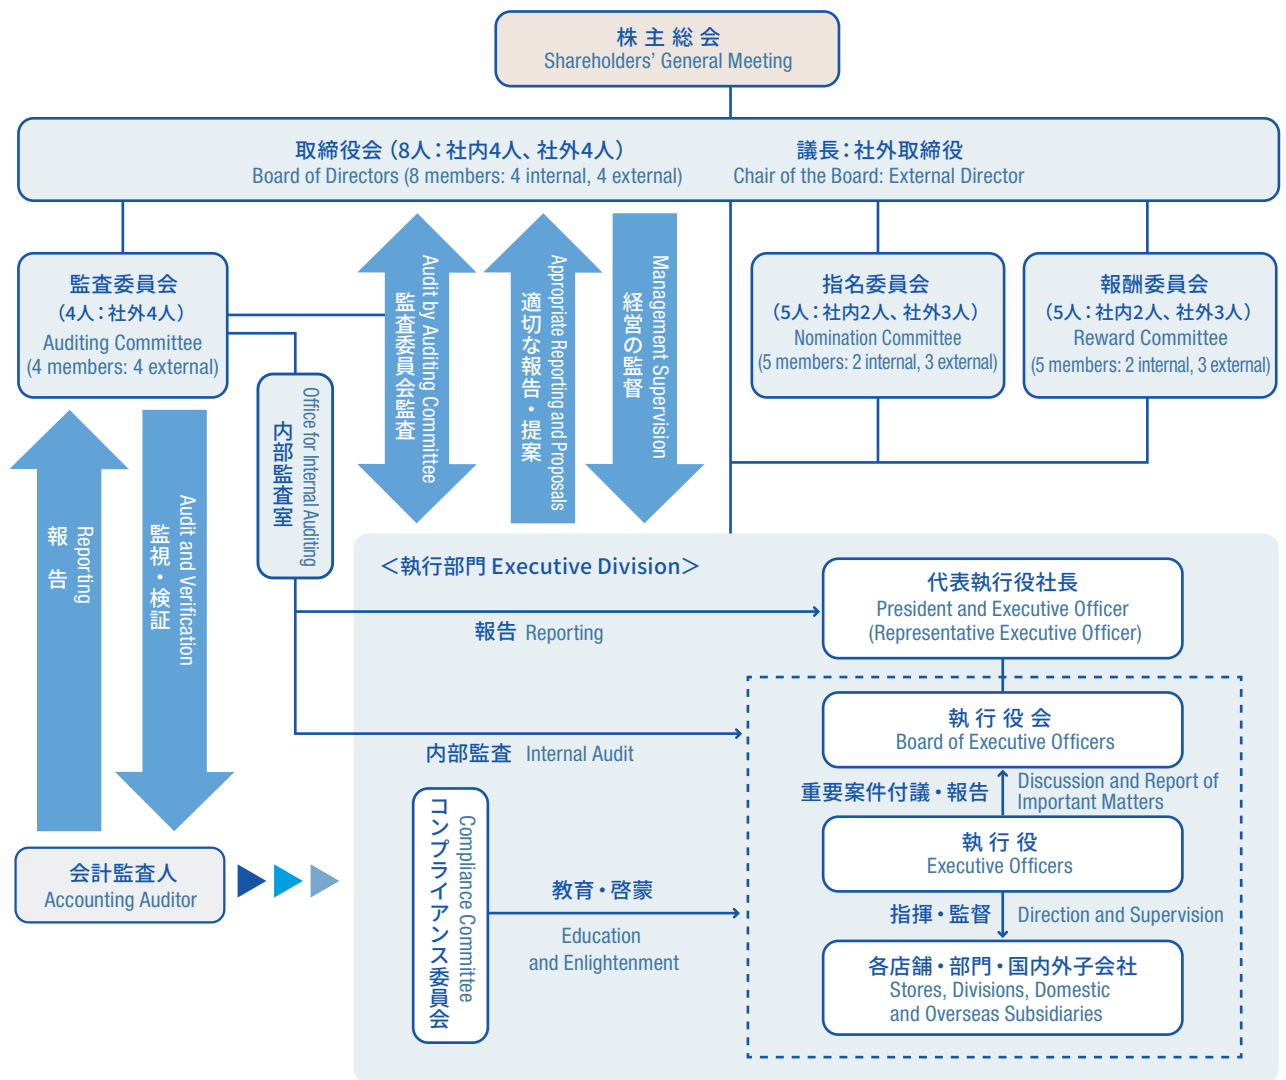 株主総会
Shareholders' General Meeting
取締役会（8人：社内4人、社外4人）
Board of Directors (8 members: 4 internal, 4 external)
議長：社外取締役
Chair of the Board: External Director
監査委員会
（4人：社外4人）
Auditing Committee
(4 members: 4 external)
監査委員会監査
Audit by Auditing Committee
適切な報告・提案
Appropriate Reporting and Proposals
経営の監督
Management Supervision
指名委員会
（5人：社内2人、社外3人）
Nomination Committee
(5 members: 2 internal, 3 external)
報酬委員会
（5人：社内2人、社外3人）
Reward Committee
(5 members: 2 internal, 3 external)
内部監査室
Office for Internal Auditing
報告
Reporting
監視・検証
Audit and Verification
会計監査人
Accounting Auditor
＜執行部門 Executive Division＞
代表執行役社長
President and Executive Officer
(Representative Executive Officer)
報告 Reporting
執行役会
Board of Executive Officers
内部監査 Internal Audit
重要案件付議・報告
Discussion and Report of
Important Matters
執行役
Executive Officers
コンプライアンス委員会
Compliance Committee
教育・啓蒙
Education
and Enlightenment
指揮・監督 Direction and Supervision
各店舗・部門・国内外子会社
Stores, Divisions, Domestic
and Overseas Subsidiaries